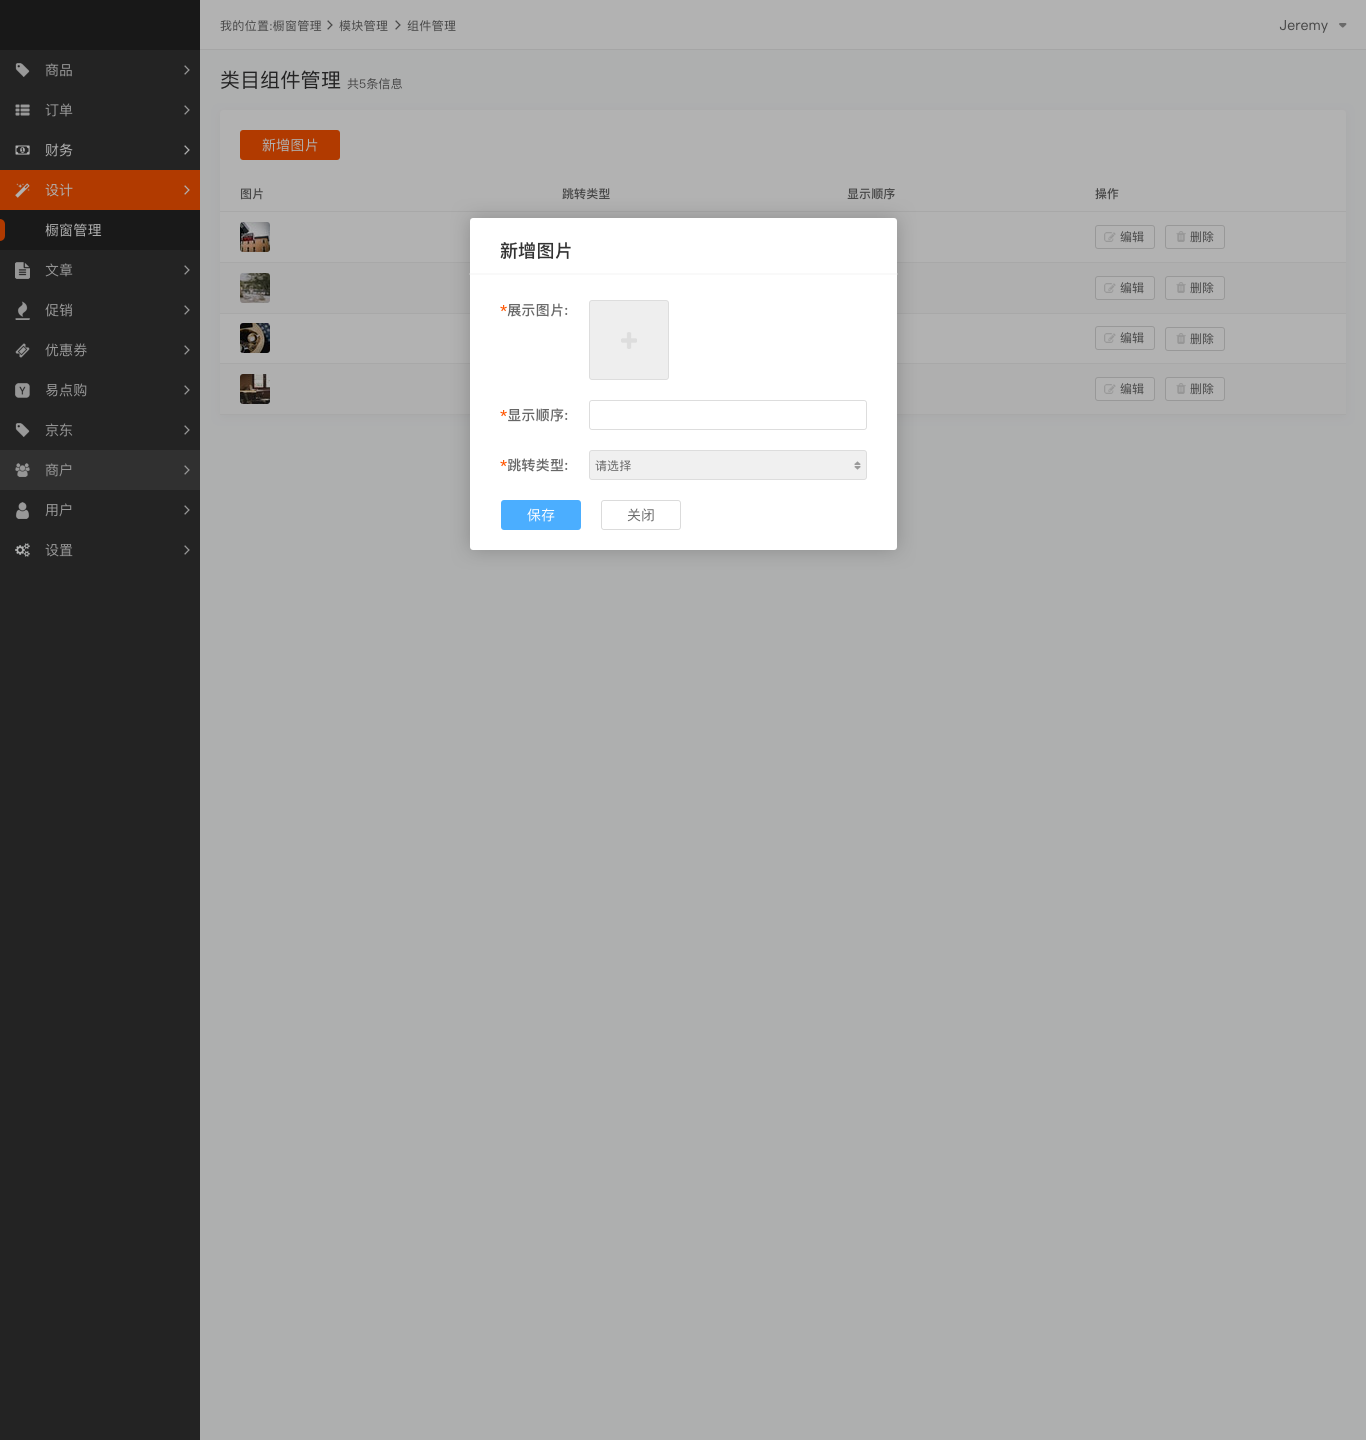 我的位置:橱窗管理 > 模块管理 > 组件管理
Jeremy
商品
订单
财务
设计
橱窗管理
文章
促销
优惠券
易点购
京东
商户
用户
设置
类目组件管理 共5条信息
新增图片
图片 跳转类型 显示顺序 操作
编辑 删除
编辑 删除
编辑 删除
编辑 删除
新增图片
*展示图片:
*显示顺序:
*跳转类型: 请选择
保存 关闭